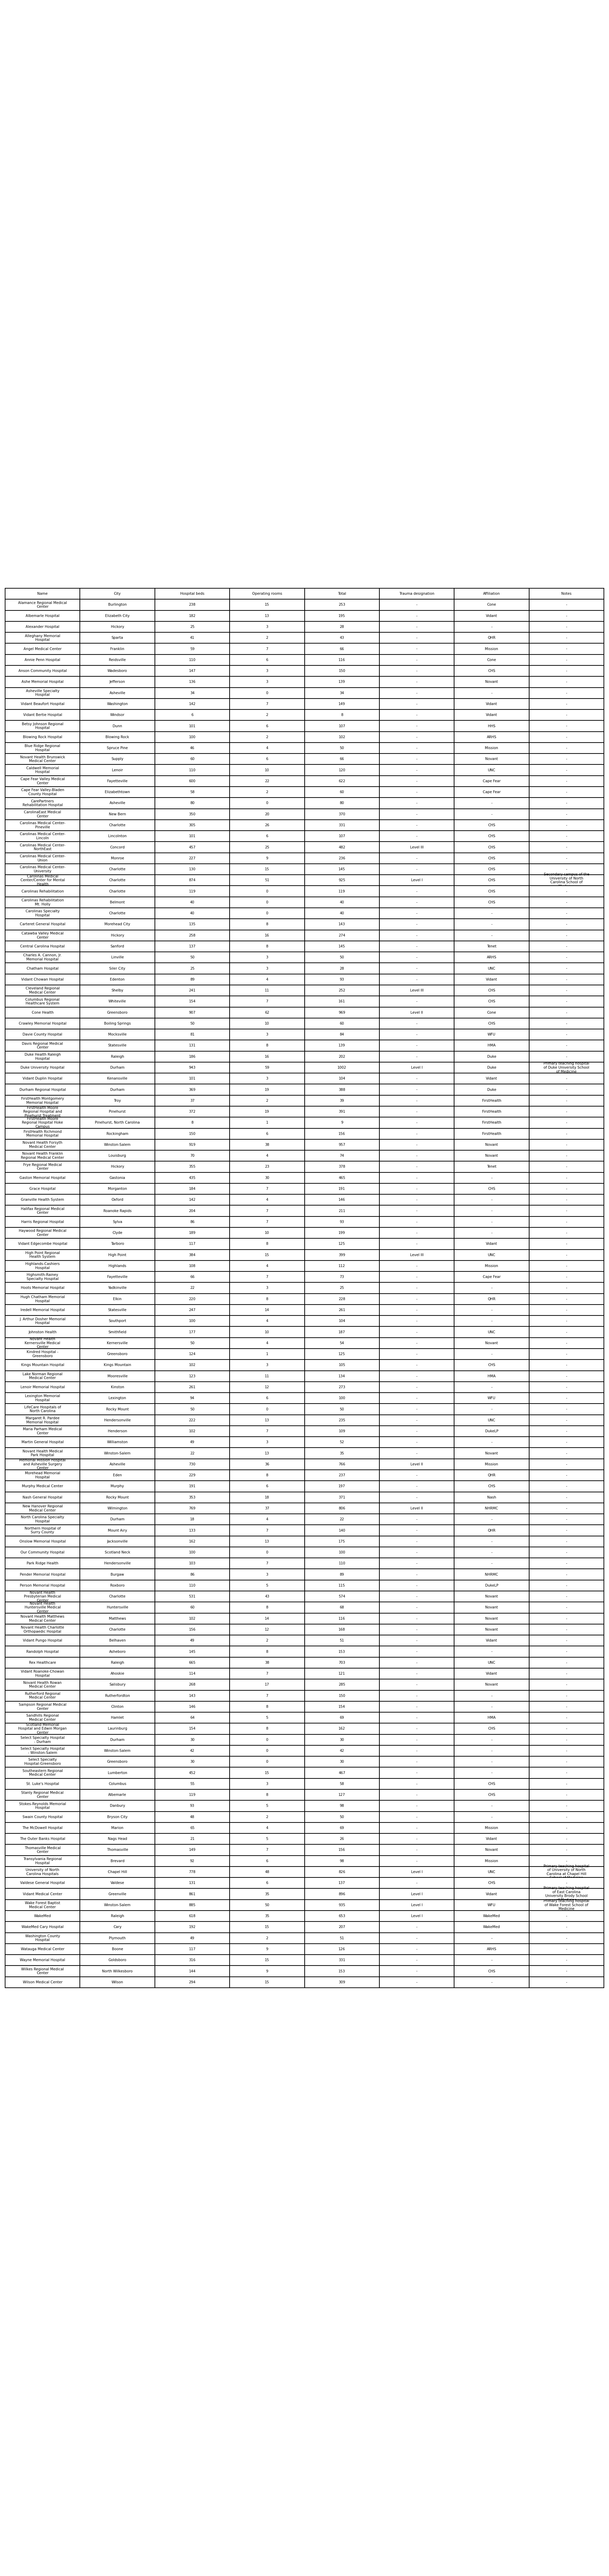 Name City Hospital beds Operating rooms Total Trauma designation Affiliation Notes
Alamance Regional Medical Center Burlington 238 15 253 - Cone -
Albemarle Hospital Elizabeth City 182 13 195 - Vidant -
Alexander Hospital Hickory 25 3 28 - - -
Alleghany Memorial Hospital Sparta 41 2 43 - QHR -
Angel Medical Center Franklin 59 7 66 - Mission -
Annie Penn Hospital Reidsville 110 6 116 - Cone -
Anson Community Hospital Wadesboro 147 3 150 - CHS -
Ashe Memorial Hospital Jefferson 136 3 139 - Novant -
Asheville Specialty Hospital Asheville 34 0 34 - - -
Vidant Beaufort Hospital Washington 142 7 149 - Vidant -
Vidant Bertie Hospital Windsor 6 2 8 - Vidant -
Betsy Johnson Regional Hospital Dunn 101 6 107 - HHS -
Blowing Rock Hospital Blowing Rock 100 2 102 - ARHS -
Blue Ridge Regional Hospital Spruce Pine 46 4 50 - Mission -
Novant Health Brunswick Medical Center Supply 60 6 66 - Novant -
Caldwell Memorial Hospital Lenoir 110 10 120 - UNC -
Cape Fear Valley Medical Center Fayetteville 600 22 622 - Cape Fear -
Cape Fear Valley-Bladen County Hospital Elizabethtown 58 2 60 - Cape Fear -
CarePartners Rehabilitation Hospital Asheville 80 0 80 - - -
CarolinaEast Medical Center New Bern 350 20 370 - - -
Carolinas Medical Center-Pineville Charlotte 305 26 331 - CHS -
Carolinas Medical Center-Lincoln Lincolnton 101 6 107 - CHS -
Carolinas Medical Center-NorthEast Concord 457 25 482 Level III CHS -
Carolinas Medical Center-Union Monroe 227 9 236 - CHS -
Carolinas Medical Center-University Charlotte 130 15 145 - CHS -
Carolinas Medical Center/Center for Mental Health Charlotte 874 51 925 Level I CHS Secondary campus of the University of North Carolina School of
Carolinas Rehabilitation Charlotte 119 0 119 - CHS -
Carolinas Rehabilitation Mt. Holly Belmont 40 0 40 - CHS -
Carolinas Specialty Hospital Charlotte 40 0 40 - - -
Carteret General Hospital Morehead City 135 8 143 - - -
Catawba Valley Medical Center Hickory 258 16 274 - - -
Central Carolina Hospital Sanford 137 8 145 - Tenet -
Charles A. Cannon, Jr. Memorial Hospital Linville 50 3 50 - ARHS -
Chatham Hospital Siler City 25 3 28 - UNC -
Vidant Chowan Hospital Edenton 89 4 93 - Vidant -
Cleveland Regional Medical Center Shelby 241 11 252 Level III CHS -
Columbus Regional Healthcare System Whiteville 154 7 161 - CHS -
Cone Health Greensboro 907 62 969 Level II Cone -
Crawley Memorial Hospital Boiling Springs 50 10 60 - CHS -
Davie County Hospital Mocksville 81 3 84 - WFU -
Davis Regional Medical Center Statesville 131 8 139 - HMA -
Duke Health Raleigh Hospital Raleigh 186 16 202 - Duke -
Duke University Hospital Durham 943 59 1002 Level I Duke Primary teaching hospital of Duke University School of Medicine
Vidant Duplin Hospital Kenansville 101 3 104 - Vidant -
Durham Regional Hospital Durham 369 19 388 - Duke -
FirstHealth Montgomery Memorial Hospital Troy 37 2 39 - FirstHealth -
FirstHealth Moore Regional Hospital and Pinehurst Treatment Pinehurst 372 19 391 - FirstHealth -
FirstHealth Moore Regional Hospital Hoke Campus Pinehurst, North Carolina 8 1 9 - FirstHealth -
FirstHealth Richmond Memorial Hospital Rockingham 150 6 156 - FirstHealth -
Novant Health Forsyth Medical Center Winston-Salem 919 38 957 - Novant -
Novant Health Franklin Regional Medical Center Louisburg 70 4 74 - Novant -
Frye Regional Medical Center Hickory 355 23 378 - Tenet -
Gaston Memorial Hospital Gastonia 435 30 465 - - -
Grace Hospital Morganton 184 7 191 - CHS -
Granville Health System Oxford 142 4 146 - - -
Halifax Regional Medical Center Roanoke Rapids 204 7 211 - - -
Harris Regional Hospital Sylva 86 7 93 - - -
Haywood Regional Medical Center Clyde 189 10 199 - - -
Vidant Edgecombe Hospital Tarboro 117 8 125 - Vidant -
High Point Regional Health System High Point 384 15 399 Level III UNC -
Highlands-Cashiers Hospital Highlands 108 4 112 - Mission -
Highsmith-Rainey Specialty Hospital Fayetteville 66 7 73 - Cape Fear -
Hoots Memorial Hospital Yadkinville 22 3 25 - - -
Hugh Chatham Memorial Hospital Elkin 220 8 228 - QHR -
Iredell Memorial Hospital Statesville 247 14 261 - - -
J. Arthur Dosher Memorial Hospital Southport 100 4 104 - - -
Johnston Health Smithfield 177 10 187 - UNC -
Novant Health Kernersville Medical Center Kernersville 50 4 54 - Novant -
Kindred Hospital - Greensboro Greensboro 124 1 125 - - -
Kings Mountain Hospital Kings Mountain 102 3 105 - CHS -
Lake Norman Regional Medical Center Mooresville 123 11 134 - HMA -
Lenoir Memorial Hospital Kinston 261 12 273 - - -
Lexington Memorial Hospital Lexington 94 6 100 - WFU -
LifeCare Hospitals of North Carolina Rocky Mount 50 0 50 - - -
Margaret R. Pardee Memorial Hospital Hendersonville 222 13 235 - UNC -
Maria Parham Medical Center Henderson 102 7 109 - DukeLP -
Martin General Hospital Williamston 49 3 52 - - -
Novant Health Medical Park Hospital Winston-Salem 22 13 35 - Novant -
Memorial Mission Hospital and Asheville Surgery Center Asheville 730 36 766 Level II Mission -
Morehead Memorial Hospital Eden 229 8 237 - QHR -
Murphy Medical Center Murphy 191 6 197 - CHS -
Nash General Hospital Rocky Mount 353 18 371 - Nash -
New Hanover Regional Medical Center Wilmington 769 37 806 Level II NHRMC -
North Carolina Specialty Hospital Durham 18 4 22 - - -
Northern Hospital of Surry County Mount Airy 133 7 140 - QHR -
Onslow Memorial Hospital Jacksonville 162 13 175 - - -
Our Community Hospital Scotland Neck 100 0 100 - - -
Park Ridge Health Hendersonville 103 7 110 - - -
Pender Memorial Hospital Burgaw 86 3 89 - NHRMC -
Person Memorial Hospital Roxboro 110 5 115 - DukeLP -
Novant Health Presbyterian Medical Center Charlotte 531 43 574 - Novant -
Novant Health Huntersville Medical Center Huntersville 60 8 68 - Novant -
Novant Health Matthews Medical Center Matthews 102 14 116 - Novant -
Novant Health Charlotte Orthopaedic Hospital Charlotte 156 12 168 - Novant -
Vidant Pungo Hospital Belhaven 49 2 51 - Vidant -
Randolph Hospital Asheboro 145 8 153 - - -
Rex Healthcare Raleigh 665 38 703 - UNC -
Vidant Roanoke-Chowan Hospital Ahoskie 114 7 121 - Vidant -
Novant Health Rowan Medical Center Salisbury 268 17 285 - Novant -
Rutherford Regional Medical Center Rutherfordton 143 7 150 - - -
Sampson Regional Medical Center Clinton 146 8 154 - - -
Sandhills Regional Medical Center Hamlet 64 5 69 - HMA -
Scotland Memorial Hospital and Edwin Morgan Center Laurinburg 154 8 162 - CHS -
Select Specialty Hospital - Durham Durham 30 0 30 - - -
Select Specialty Hospital - Winston-Salem Winston-Salem 42 0 42 - - -
Select Specialty Hospital-Greensboro Greensboro 30 0 30 - - -
Southeastern Regional Medical Center Lumberton 452 15 467 - - -
St. Luke's Hospital Columbus 55 3 58 - CHS -
Stanly Regional Medical Center Albemarle 119 8 127 - CHS -
Stokes-Reynolds Memorial Hospital Danbury 93 5 98 - - -
Swain County Hospital Bryson City 48 2 50 - - -
The McDowell Hospital Marion 65 4 69 - Mission -
The Outer Banks Hospital Nags Head 21 5 26 - Vidant -
Thomasville Medical Center Thomasville 149 7 156 - Novant -
Transylvania Regional Hospital Brevard 92 6 98 - Mission -
University of North Carolina Hospitals Chapel Hill 778 48 826 Level I UNC Primary teaching hospital of University of North Carolina at Chapel Hill
Valdese General Hospital Valdese 131 6 137 - CHS -
Vidant Medical Center Greenville 861 35 896 Level I Vidant Primary teaching hospital of East Carolina University Brody School
Wake Forest Baptist Medical Center Winston-Salem 885 50 935 Level I WFU Primary teaching hospital of Wake Forest School of Medicine
WakeMed Raleigh 618 35 653 Level I WakeMed -
WakeMed Cary Hospital Cary 192 15 207 - WakeMed -
Washington County Hospital Plymouth 49 2 51 - - -
Watauga Medical Center Boone 117 9 126 - ARHS -
Wayne Memorial Hospital Goldsboro 316 15 331 - - -
Wilkes Regional Medical Center North Wilkesboro 144 9 153 - CHS -
Wilson Medical Center Wilson 294 15 309 - - -